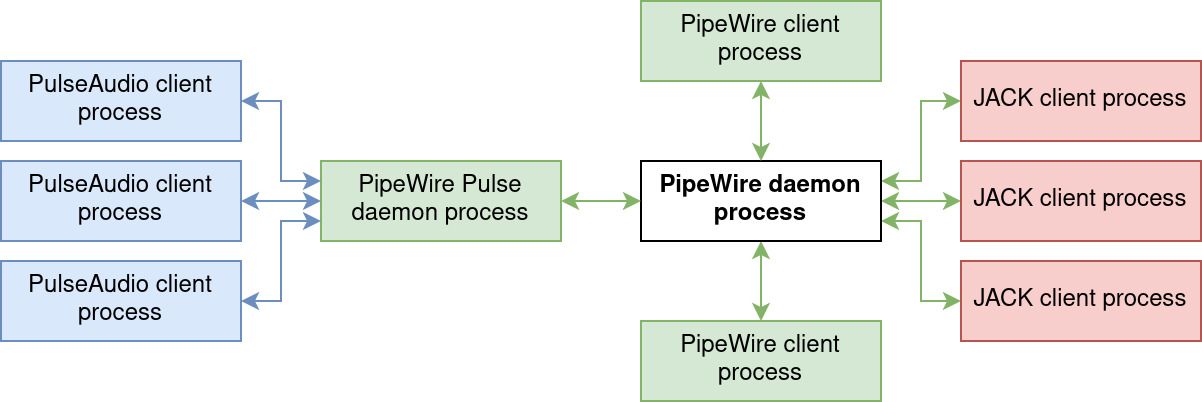 PipeWire client
process
PulseAudio client
process
JACK client process
PulseAudio client
process
PipeWire Pulse
daemon process
PipeWire daemon
process
JACK client process
PulseAudio client
process
JACK client process
PipeWire client
process